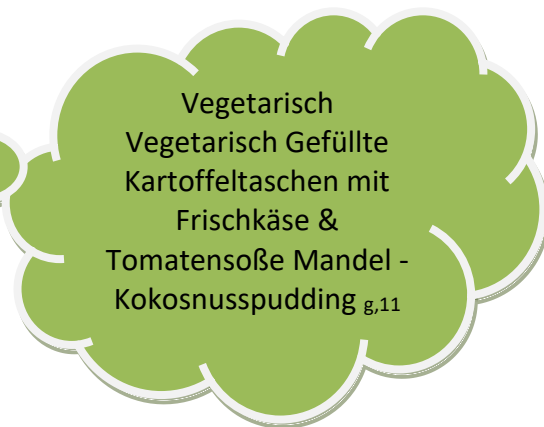 Vegetarisch
Vegetarisch Gefüllte
Kartoffeltaschen mit
Frischkäse &
Tomatensoße Mandel -
Kokosnusspudding g,11